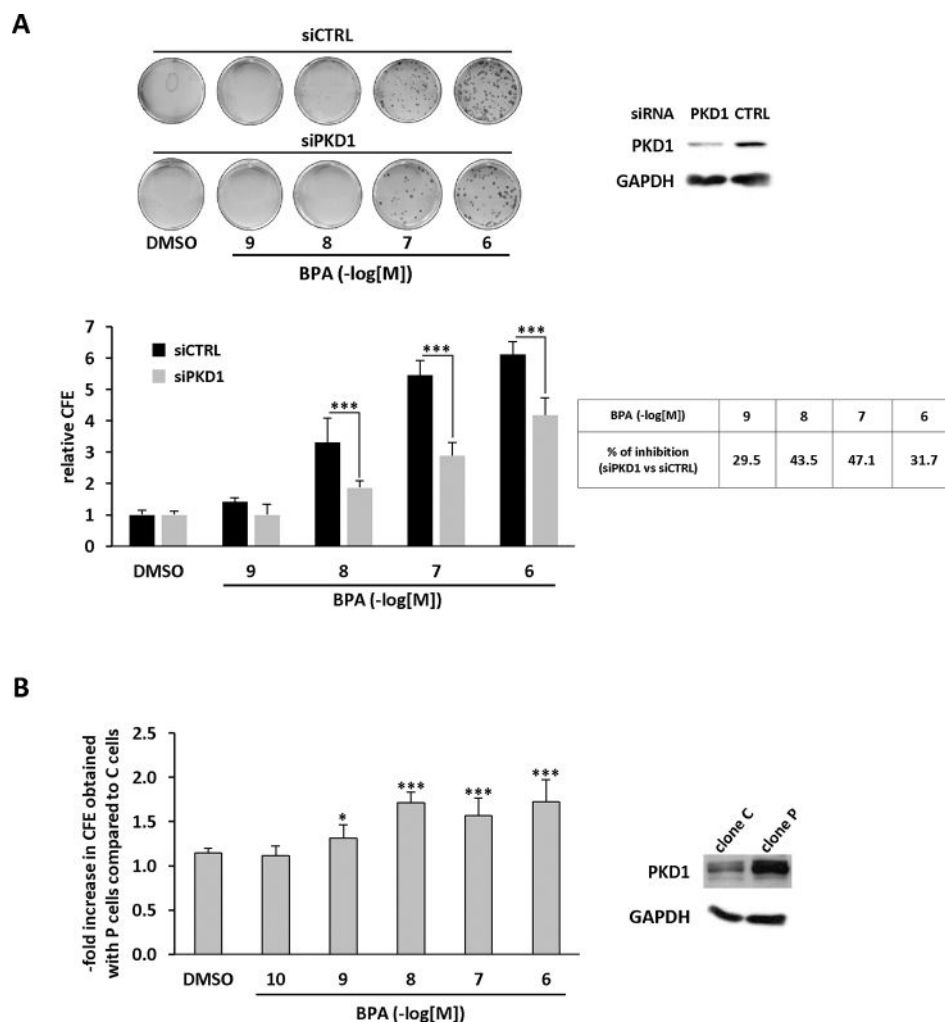 A
siCTRL
siPKD1
DMSO 9 8 7 6
BPA (-log[M])
siRNA PKD1 CTRL
PKD1
GAPDH
relative CFE
7
6
5
4
3
2
1
0
siCTRL
siPKD1
*** *** ***
DMSO 9 8 7 6
BPA (-log[M])
BPA (-log[M]) 9 8 7 6
% of inhibition
(siPKD1 vs siCTRL) 29.5 43.5 47.1 31.7
B
-fold increase in CFE obtained
with P cells compared to C cells
2.5
2.0
1.5
1.0
0.5
0.0
* *** *** ***
DMSO 10 9 8 7 6
BPA (-log[M])
clone C clone P
PKD1
GAPDH